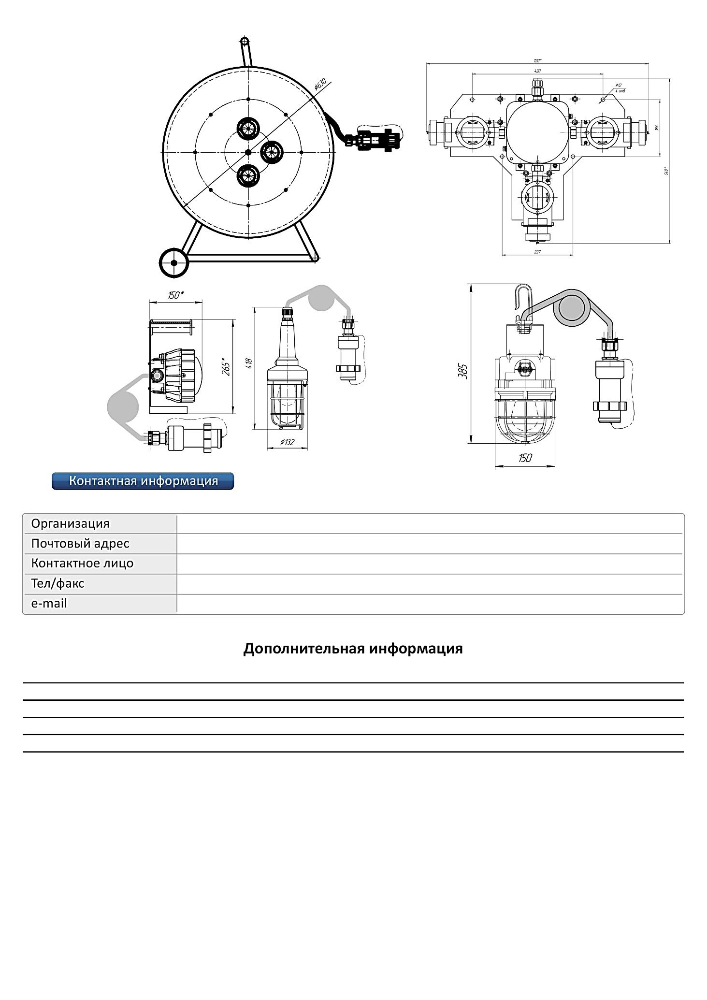 ϕ630
720*
420
ϕ12
4 отв
183
540*
227
150*
265*
418
ϕ132
385
150
Контактная информация
Организация
Почтовый адрес
Контактное лицо
Тел/факс
e-mail
Дополнительная информация